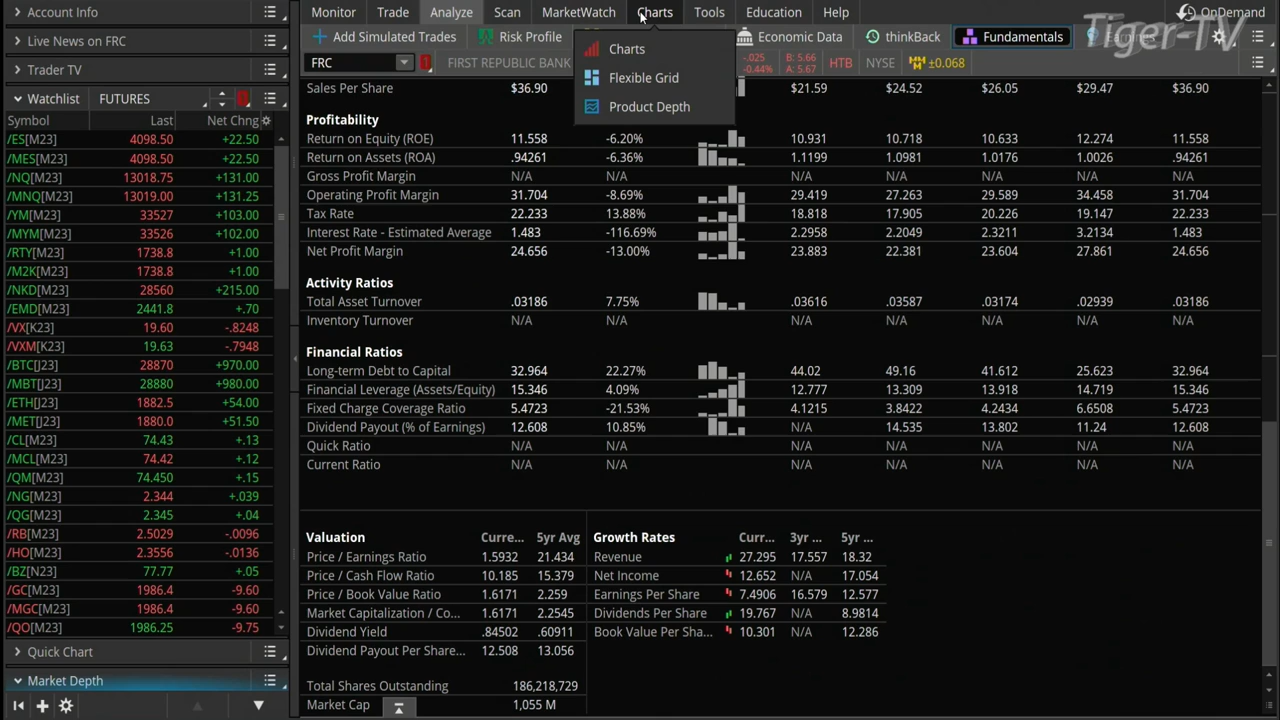 Account Info
Live News on FRC
Trader TV
Watchlist FUTURES 1
Symbol Last Net Chng
/ES[M23] 4098.50 +22.50
/MES[M23] 4098.50 +22.50
/NQ[M23] 13018.75 +131.00
/MNQ[M23] 13019.00 +131.25
/YM[M23] 33527 +103.00
/MYM[M23] 33526 +102.00
/RTY[M23] 1738.8 +1.00
/M2K[M23] 1738.8 +1.00
/NKD[M23] 28560 +215.00
/EMD[M23] 2441.8 +.70
/VX[K23] 19.60 -.8248
/VXM[K23] 19.63 -.7948
/BTC[J23] 28870 +970.00
/MBT[J23] 28880 +980.00
/ETH[J23] 1882.5 +54.00
/MET[J23] 1880.0 +51.50
/CL[M23] 74.43 +.13
/MCL[M23] 74.42 +.12
/QM[M23] 74.450 +.15
/NG[M23] 2.344 +.039
/QG[M23] 2.345 +.04
/RB[M23] 2.5029 -.0096
/HO[M23] 2.3556 -.0136
/BZ[N23] 77.77 +.05
/GC[M23] 1986.4 -9.60
/MGC[M23] 1986.4 -9.60
/QO[M23] 1986.25 -9.75
Quick Chart
Market Depth
Monitor Trade Analyze Scan MarketWatch Charts Tools Education Help OnDemand
Tiger-TV
Add Simulated Trades Risk Profile Economic Data thinkBack Fundamentals
Charts
Flexible Grid
Product Depth
FRC 1 FIRST REPUBLIC BANK -.025 -0.44% B: 5.66 A: 5.67 HTB NYSE ±0.068
Sales Per Share $36.90 $21.59 $24.52 $26.05 $29.47 $36.90
Profitability
Return on Equity (ROE) 11.558 -6.20% 10.931 10.718 10.633 12.274 11.558
Return on Assets (ROA) .94261 -6.36% 1.1199 1.0981 1.0176 1.0026 .94261
Gross Profit Margin N/A N/A N/A N/A N/A N/A N/A
Operating Profit Margin 31.704 -8.69% 29.419 27.263 29.589 34.458 31.704
Tax Rate 22.233 13.88% 18.818 17.905 20.226 19.147 22.233
Interest Rate - Estimated Average 1.483 -116.69% 2.2958 2.2049 2.3211 3.2134 1.483
Net Profit Margin 24.656 -13.00% 23.883 22.381 23.604 27.861 24.656
Activity Ratios
Total Asset Turnover .03186 7.75% .03616 .03587 .03174 .02939 .03186
Inventory Turnover N/A N/A N/A N/A N/A N/A N/A
Financial Ratios
Long-term Debt to Capital 32.964 22.27% 44.02 49.16 41.612 25.623 32.964
Financial Leverage (Assets/Equity) 15.346 4.09% 12.777 13.309 13.918 14.719 15.346
Fixed Charge Coverage Ratio 5.4723 -21.53% 4.1215 3.8422 4.2434 6.6508 5.4723
Dividend Payout (% of Earnings) 12.608 10.85% N/A 14.535 13.802 11.24 12.608
Quick Ratio N/A N/A N/A N/A N/A N/A N/A
Current Ratio N/A N/A N/A N/A N/A N/A N/A
Valuation Curre... 5yr Avg
Price / Earnings Ratio 1.5932 21.434
Price / Cash Flow Ratio 10.185 15.379
Price / Book Value Ratio 1.6171 2.259
Market Capitalization / Co... 1.6171 2.2545
Dividend Yield .84502 .60911
Dividend Payout Per Share... 12.508 13.056
Total Shares Outstanding 186,218,729
Market Cap 1,055 M
Growth Rates Curr... 3yr ... 5yr ...
Revenue 27.295 17.557 18.32
Net Income 12.652 N/A 17.054
Earnings Per Share 7.4906 16.579 12.577
Dividends Per Share 19.767 N/A 8.9814
Book Value Per Sha... 10.301 N/A 12.286